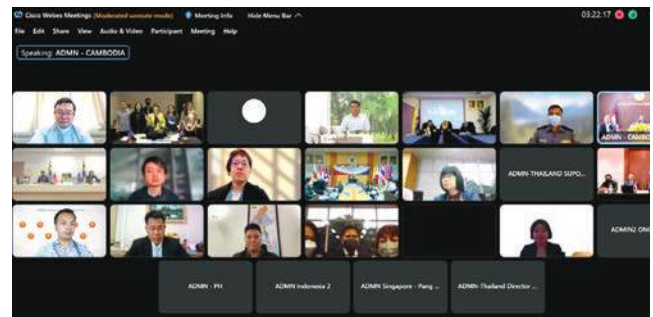 Cisco Webex Meetings (Moderated unmute mode) Meeting Info Hide Menu Bar 03:22:17
File Edit Share View Audio & Video Participant Meeting Help
Speaking: ADMN - CAMBODIA
ADMN - CAMBO
ADMN-THAILAND SUPO...
ADMN2 ON
ADMN - PH
ADMN Indonesia 2
ADMN Singapore - Pang ...
ADMN-Thailand Director ...